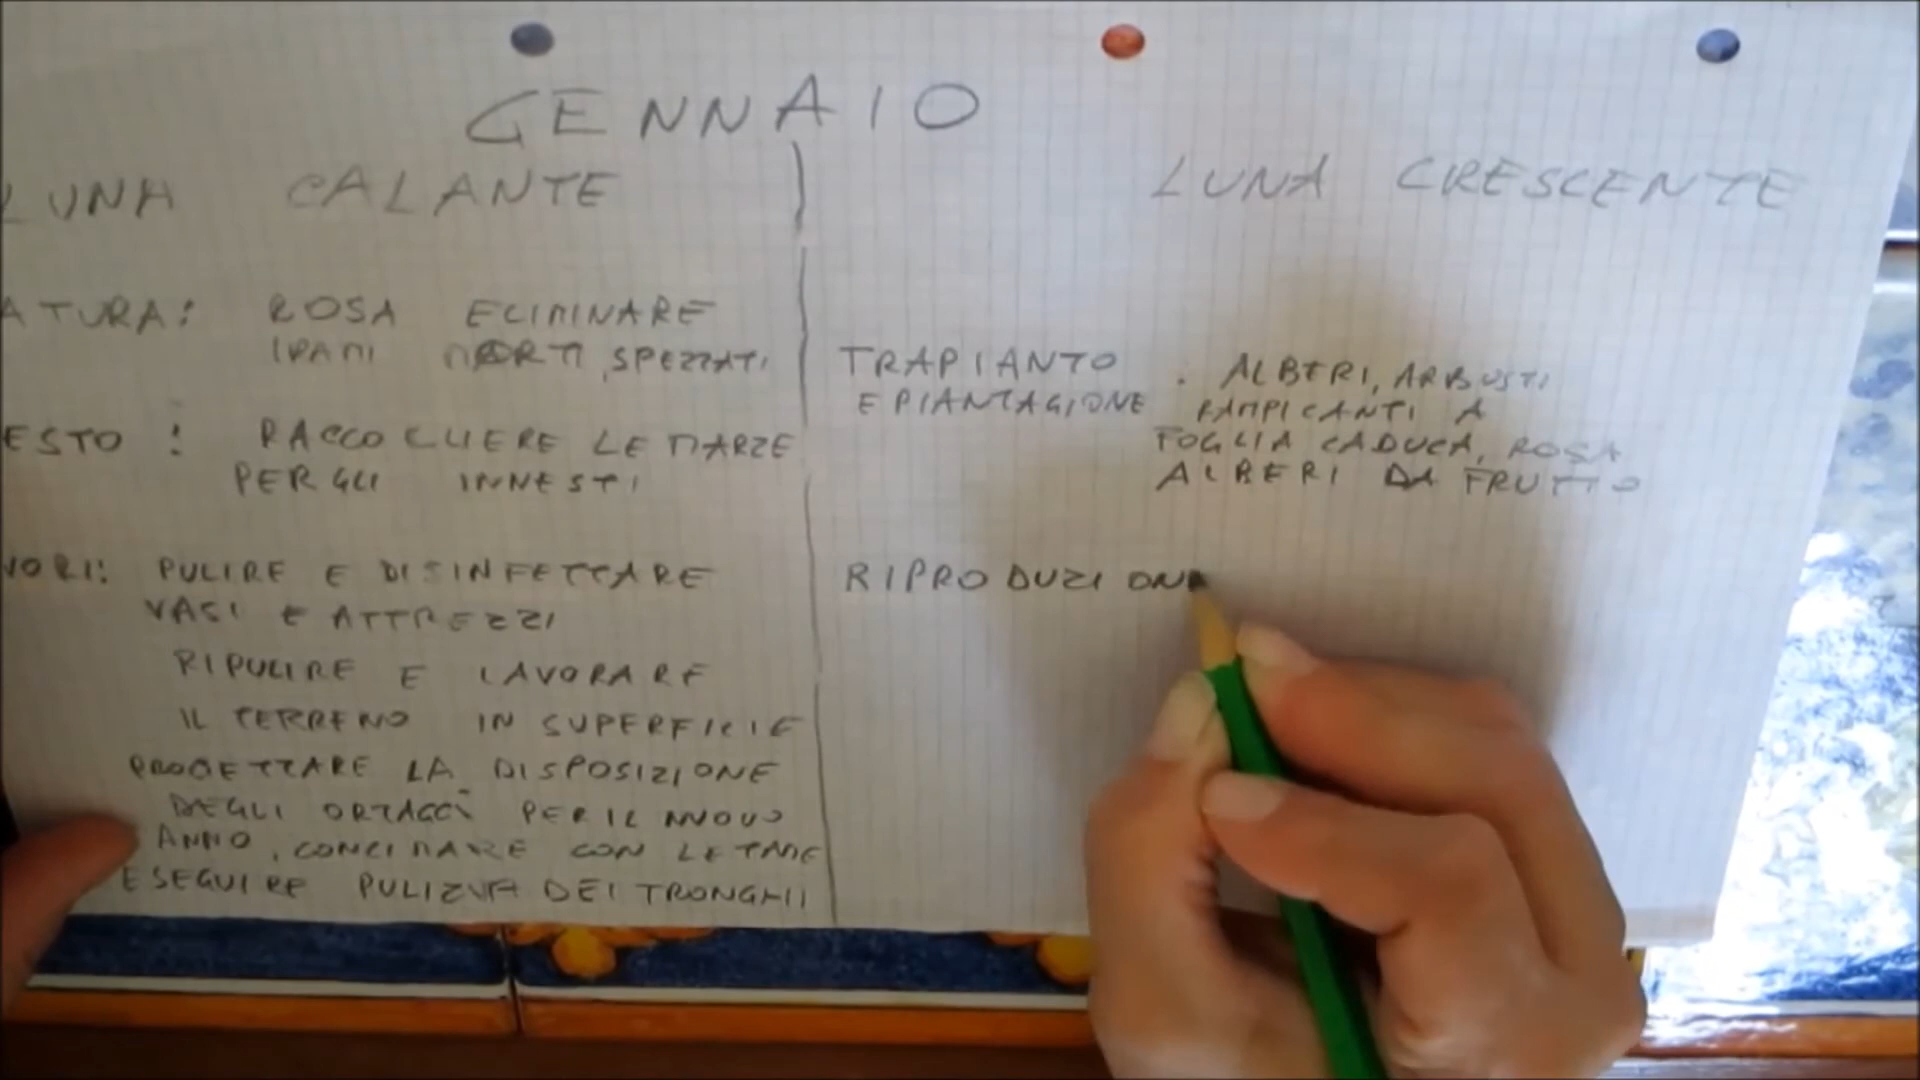 GENNAIO
LUNA CALANTE
ATURA: ROSA ELIMINARE
I RAMI MORTI, SPEZZATI
ESTO : RACCOGLIERE LE MARZE
PER GLI INNESTI
VORI: PULIRE E DISINFETTARE
VASI E ATTREZZI
RIPULIRE E LAVORARE
IL TERRENO IN SUPERFICIE
PROGETTARE LA DISPOSIZIONE
DEGLI ORTAGGI PER IL NUOVO
ANNO, CONCIMARE CON LETAME
ESEGUIRE PULIZIA DEI TRONCHI
LUNA CRESCENTE
TRAPIANTO
E PIANTAGIONE
. ALBERI, ARBUSTI
RAMPICANTI A
FOGLIA CADUCA, ROSA
ALBERI DA FRUTTO
RIPRODUZION